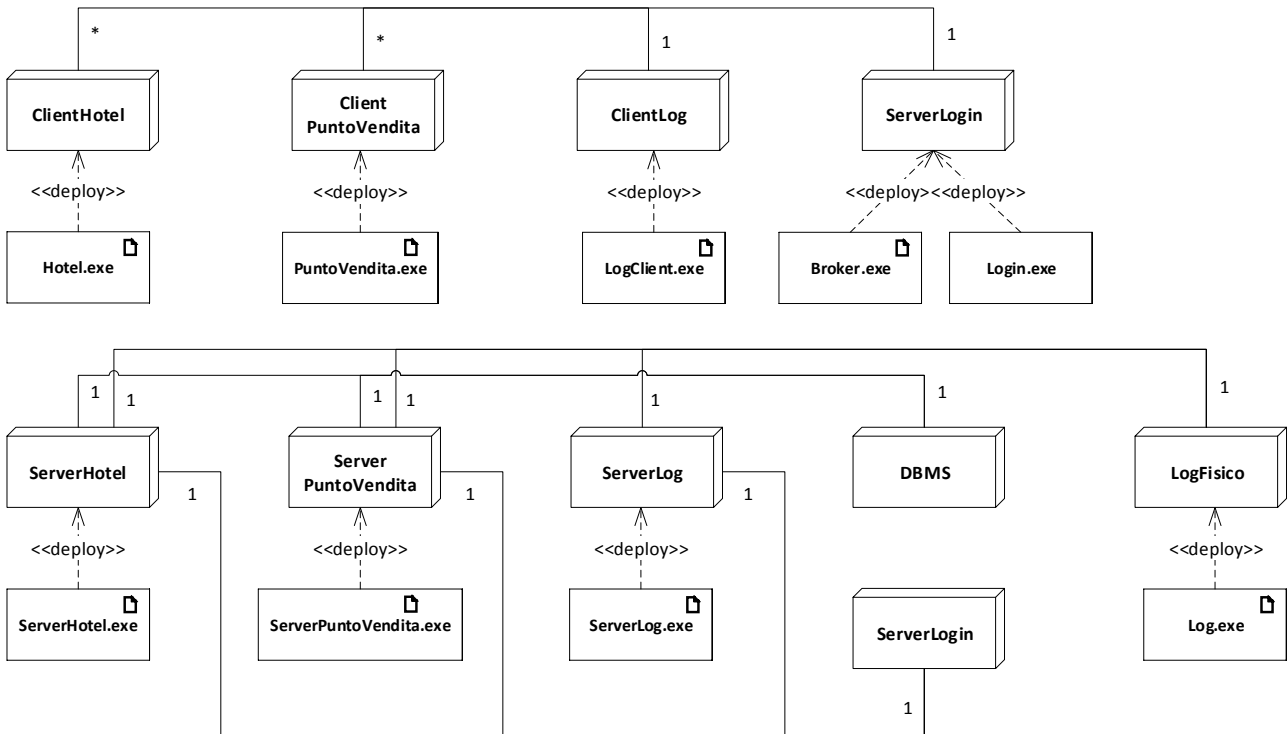 * * 1 1
ClientHotel
Client
PuntoVendita
ClientLog
ServerLogin
<<deploy>> <<deploy>> <<deploy>> <<deploy><<deploy>>
Hotel.exe
PuntoVendita.exe
LogClient.exe
Broker.exe
Login.exe
1 1 1 1 1 1 1
ServerHotel
Server
PuntoVendita
ServerLog
DBMS
LogFisico
1 1 1
<<deploy>> <<deploy>> <<deploy>> <<deploy>>
ServerHotel.exe
ServerPuntoVendita.exe
ServerLog.exe
ServerLogin
Log.exe
1